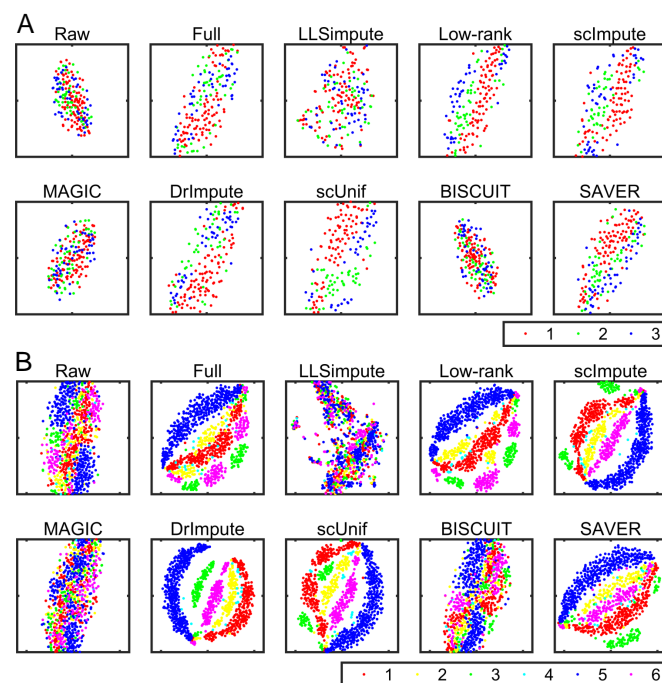 A
Raw Full LLSimpute Low-rank scImpute
MAGIC DrImpute scUnif BISCUIT SAVER
1 2 3
B
Raw Full LLSimpute Low-rank scImpute
MAGIC DrImpute scUnif BISCUIT SAVER
1 2 3 4 5 6